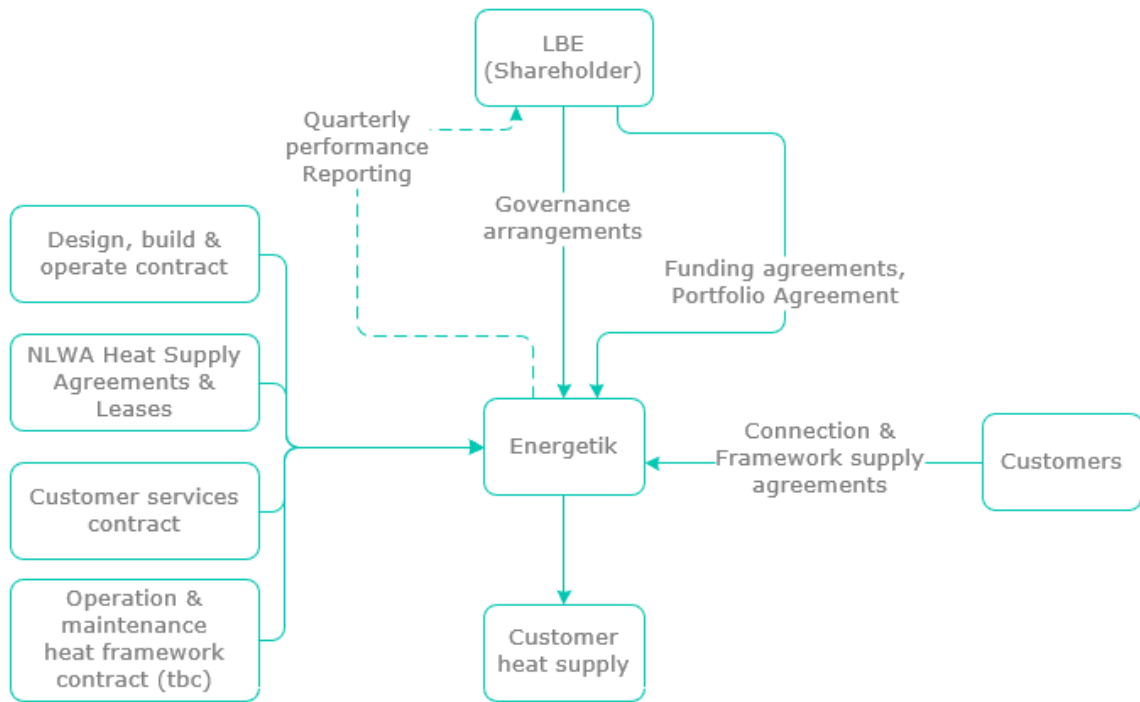 LBE
(Shareholder)
Quarterly
performance
Reporting
Governance
arrangements
Funding agreements,
Portfolio Agreement
Design, build &
operate contract
NLWA Heat Supply
Agreements &
Leases
Customer services
contract
Operation &
maintenance
heat framework
contract (tbc)
Energetik
Connection &
Framework supply
agreements
Customers
Customer
heat supply